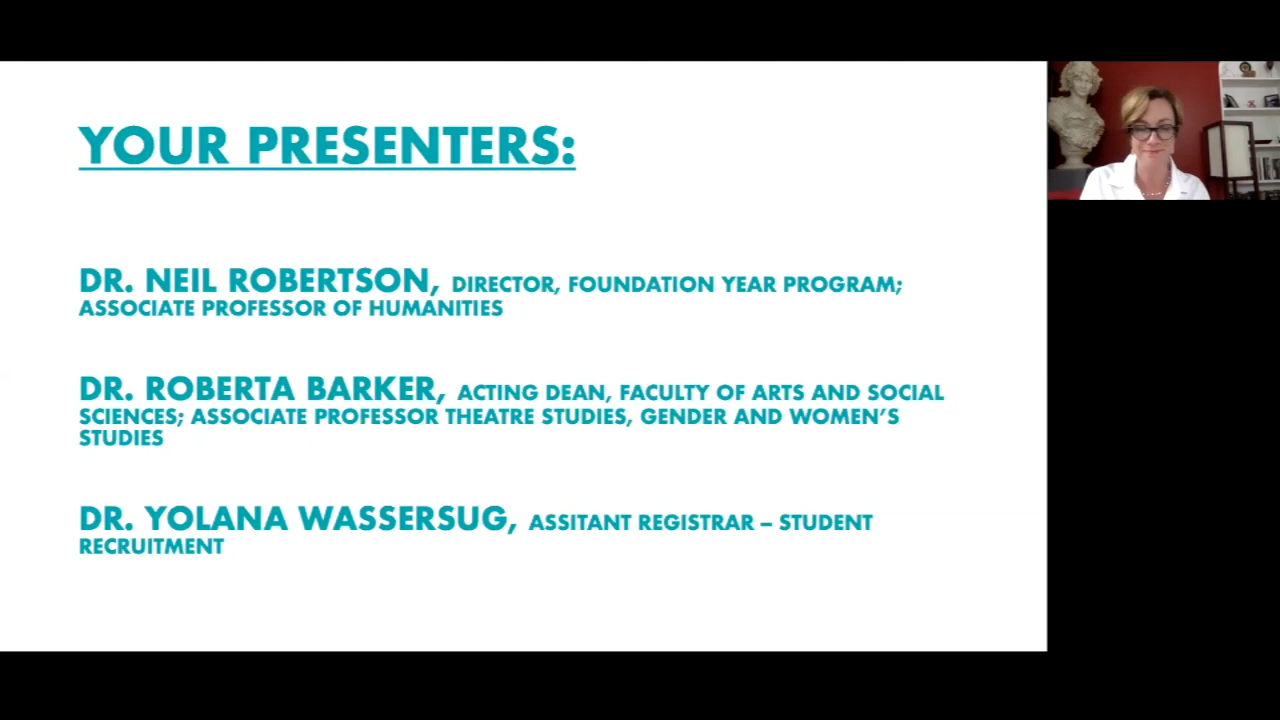 YOUR PRESENTERS:
DR. NEIL ROBERTSON, DIRECTOR, FOUNDATION YEAR PROGRAM;
ASSOCIATE PROFESSOR OF HUMANITIES
DR. ROBERTA BARKER, ACTING DEAN, FACULTY OF ARTS AND SOCIAL
SCIENCES; ASSOCIATE PROFESSOR THEATRE STUDIES, GENDER AND WOMEN’S
STUDIES
DR. YOLANA WASSERSUG, ASSITANT REGISTRAR – STUDENT
RECRUITMENT